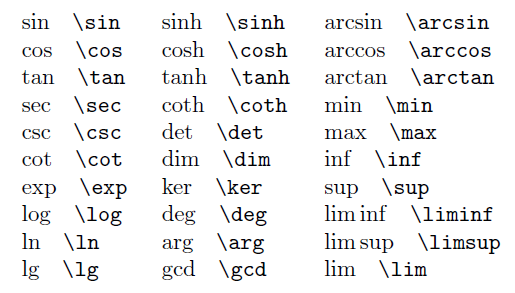 sin \sin sinh \sinh arcsin \arcsin
cos \cos cosh \cosh arccos \arccos
tan \tan tanh \tanh arctan \arctan
sec \sec coth \coth min \min
csc \csc det \det max \max
cot \cot dim \dim inf \inf
exp \exp ker \ker sup \sup
log \log deg \deg lim inf \liminf
ln \ln arg \arg lim sup \limsup
lg \lg gcd \gcd lim \lim